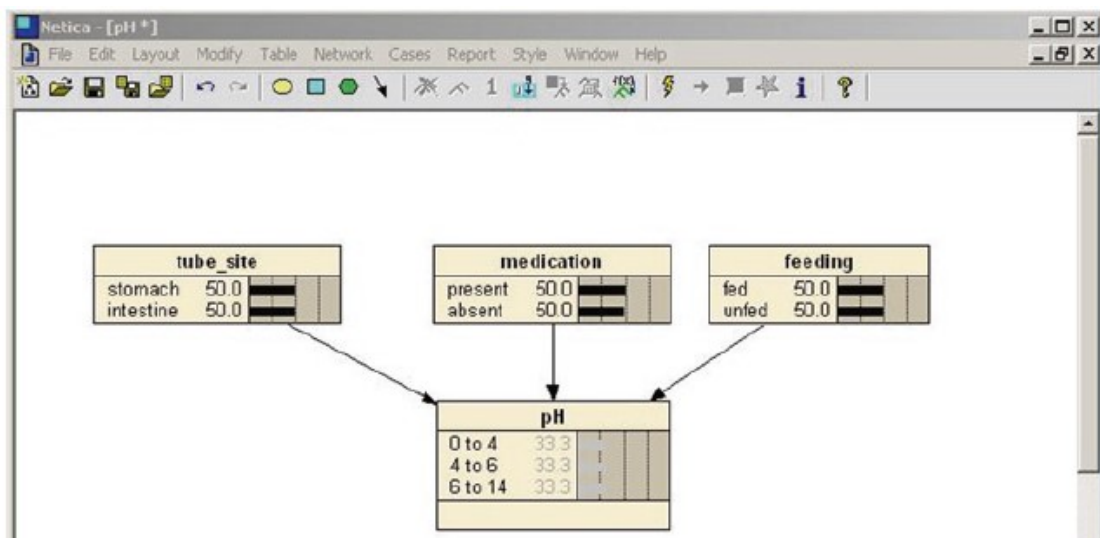 Netica - [pH *]
File Edit Layout Modify Table Network Cases Report Style Window Help
1 f(x) i ?
tube_site
stomach 50.0
intestine 50.0
medication
present 50.0
absent 50.0
feeding
fed 50.0
unfed 50.0
pH
0 to 4 33.3
4 to 6 33.3
6 to 14 33.3